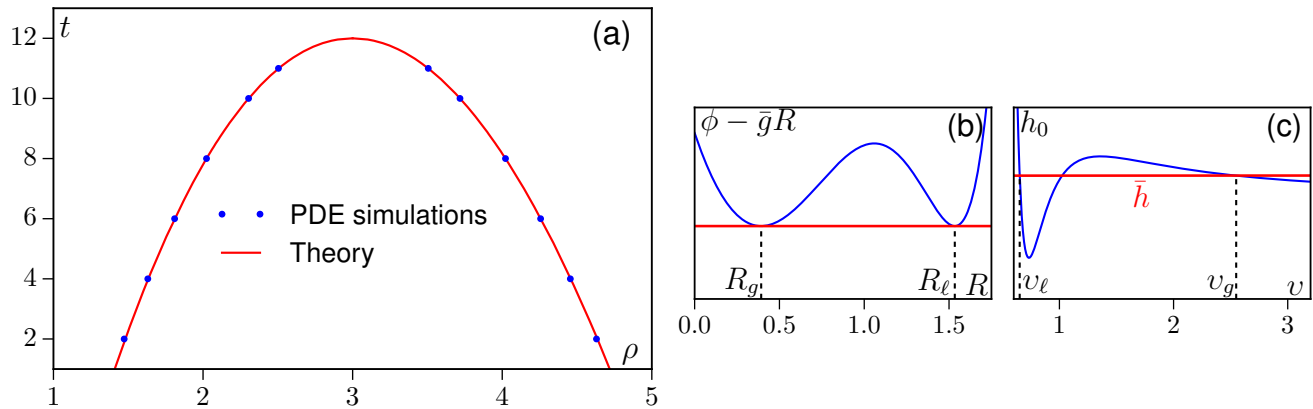 t
(a)
12
10
8
6
4
2
PDE simulations
Theory
ρ
1 2 3 4 5
ϕ − ḡR
(b)
R_g
R_ℓ
R
0.0 0.5 1.0 1.5
h_0
(c)
h̄
υ_ℓ
υ_g
υ
1 2 3